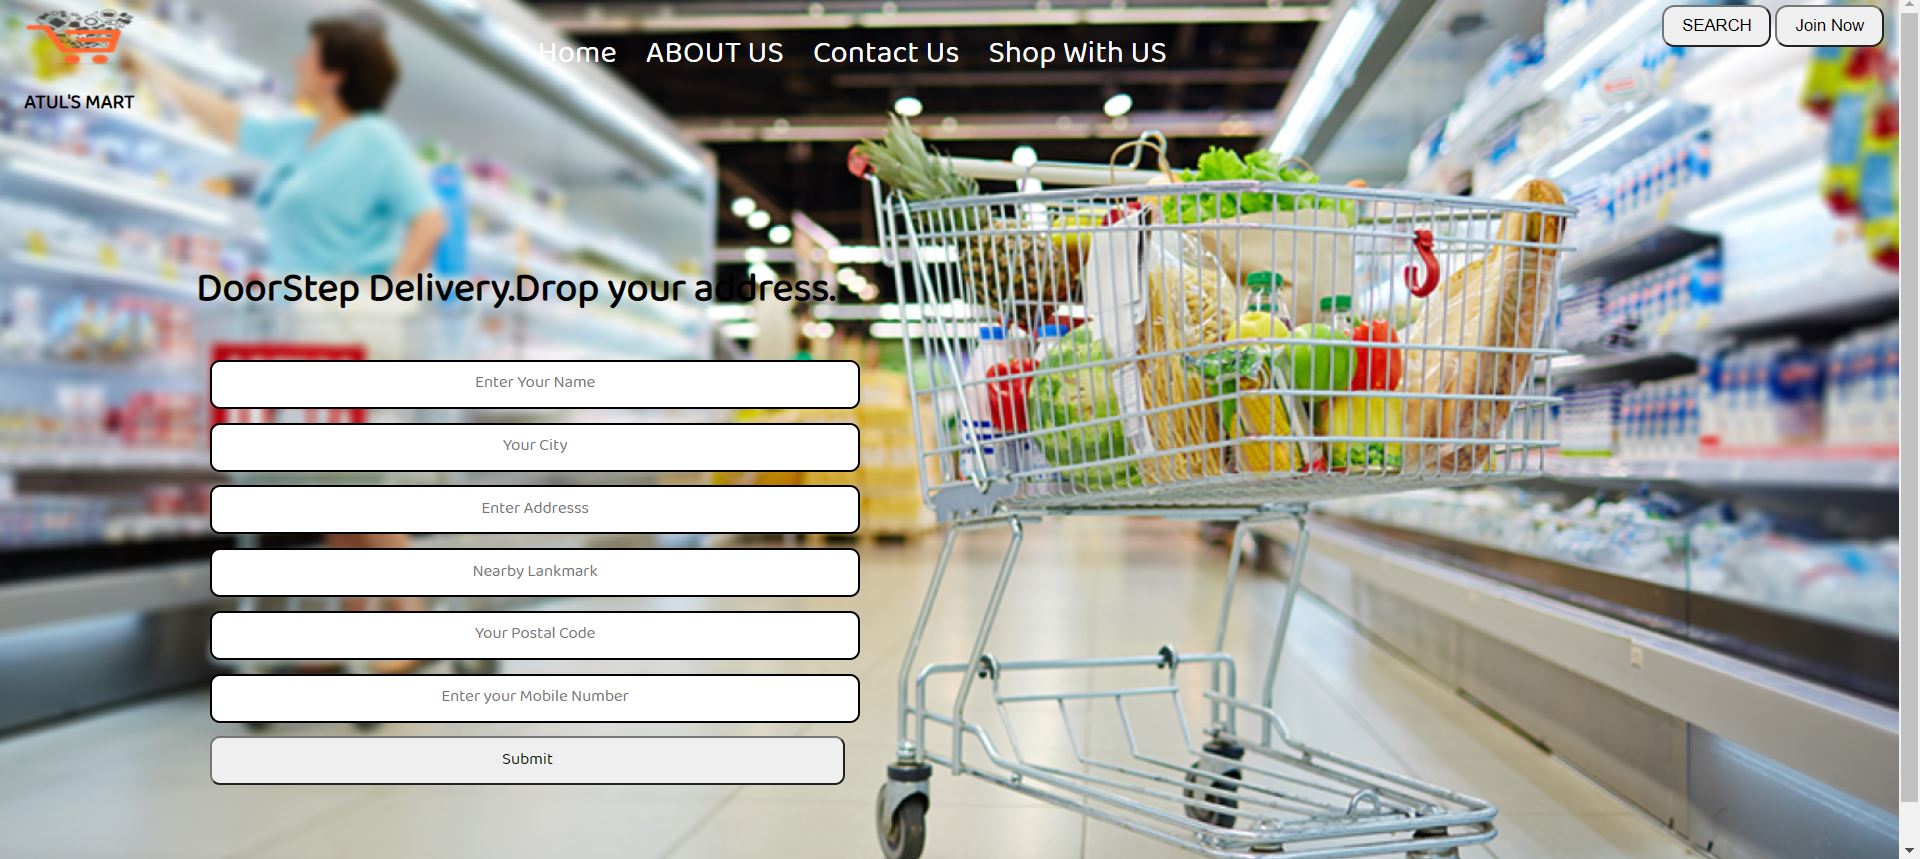 ATUL'S MART
Home ABOUT US Contact Us Shop With US
SEARCH Join Now
DoorStep Delivery.Drop your address.
Enter Your Name
Your City
Enter Addresss
Nearby Lankmark
Your Postal Code
Enter your Mobile Number
Submit